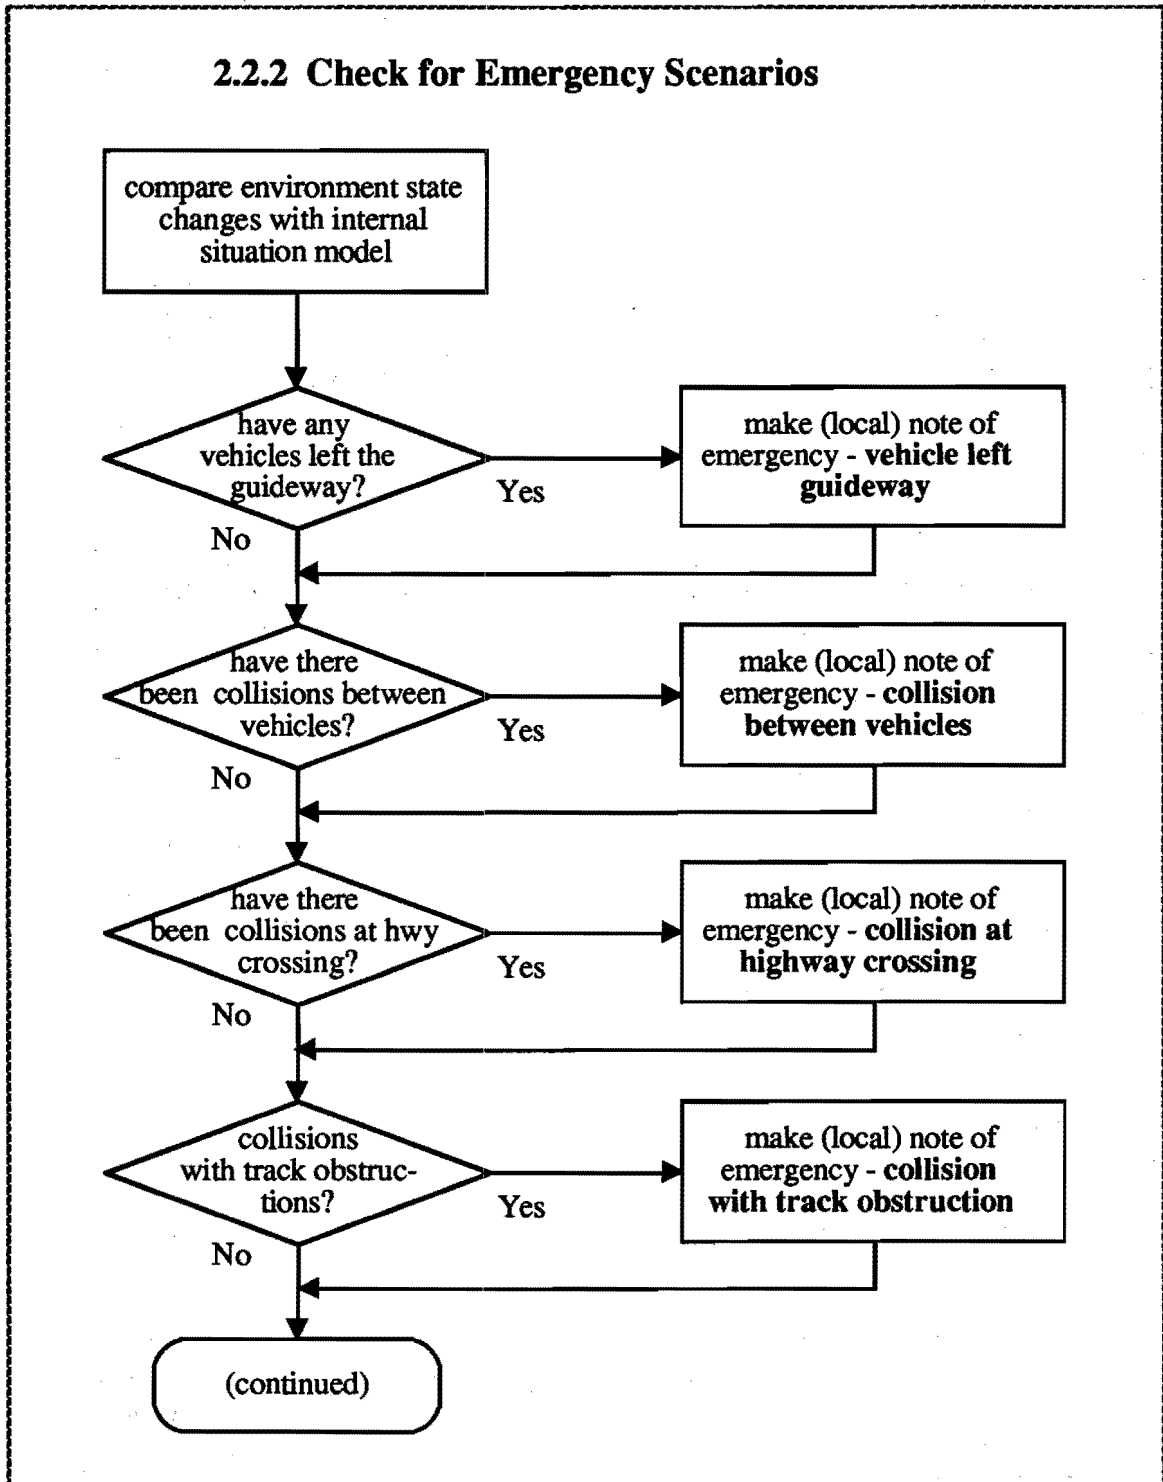 2.2.2 Check for Emergency Scenarios
compare environment state
changes with internal
situation model
have any
vehicles left the
guideway?
Yes
No
make (local) note of
emergency - vehicle left
guideway
have there
been collisions between
vehicles?
Yes
No
make (local) note of
emergency - collision
between vehicles
have there
been collisions at hwy
crossing?
Yes
No
make (local) note of
emergency - collision at
highway crossing
collisions
with track obstruc-
tions?
Yes
No
make (local) note of
emergency - collision
with track obstruction
(continued)